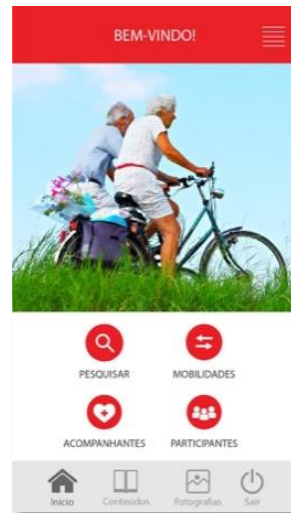 BEM-VINDO!
PESQUISAR
MOBILIDADES
ACOMPANHANTES
PARTICIPANTES
Início
Conteúdos
Fotografias
Sair